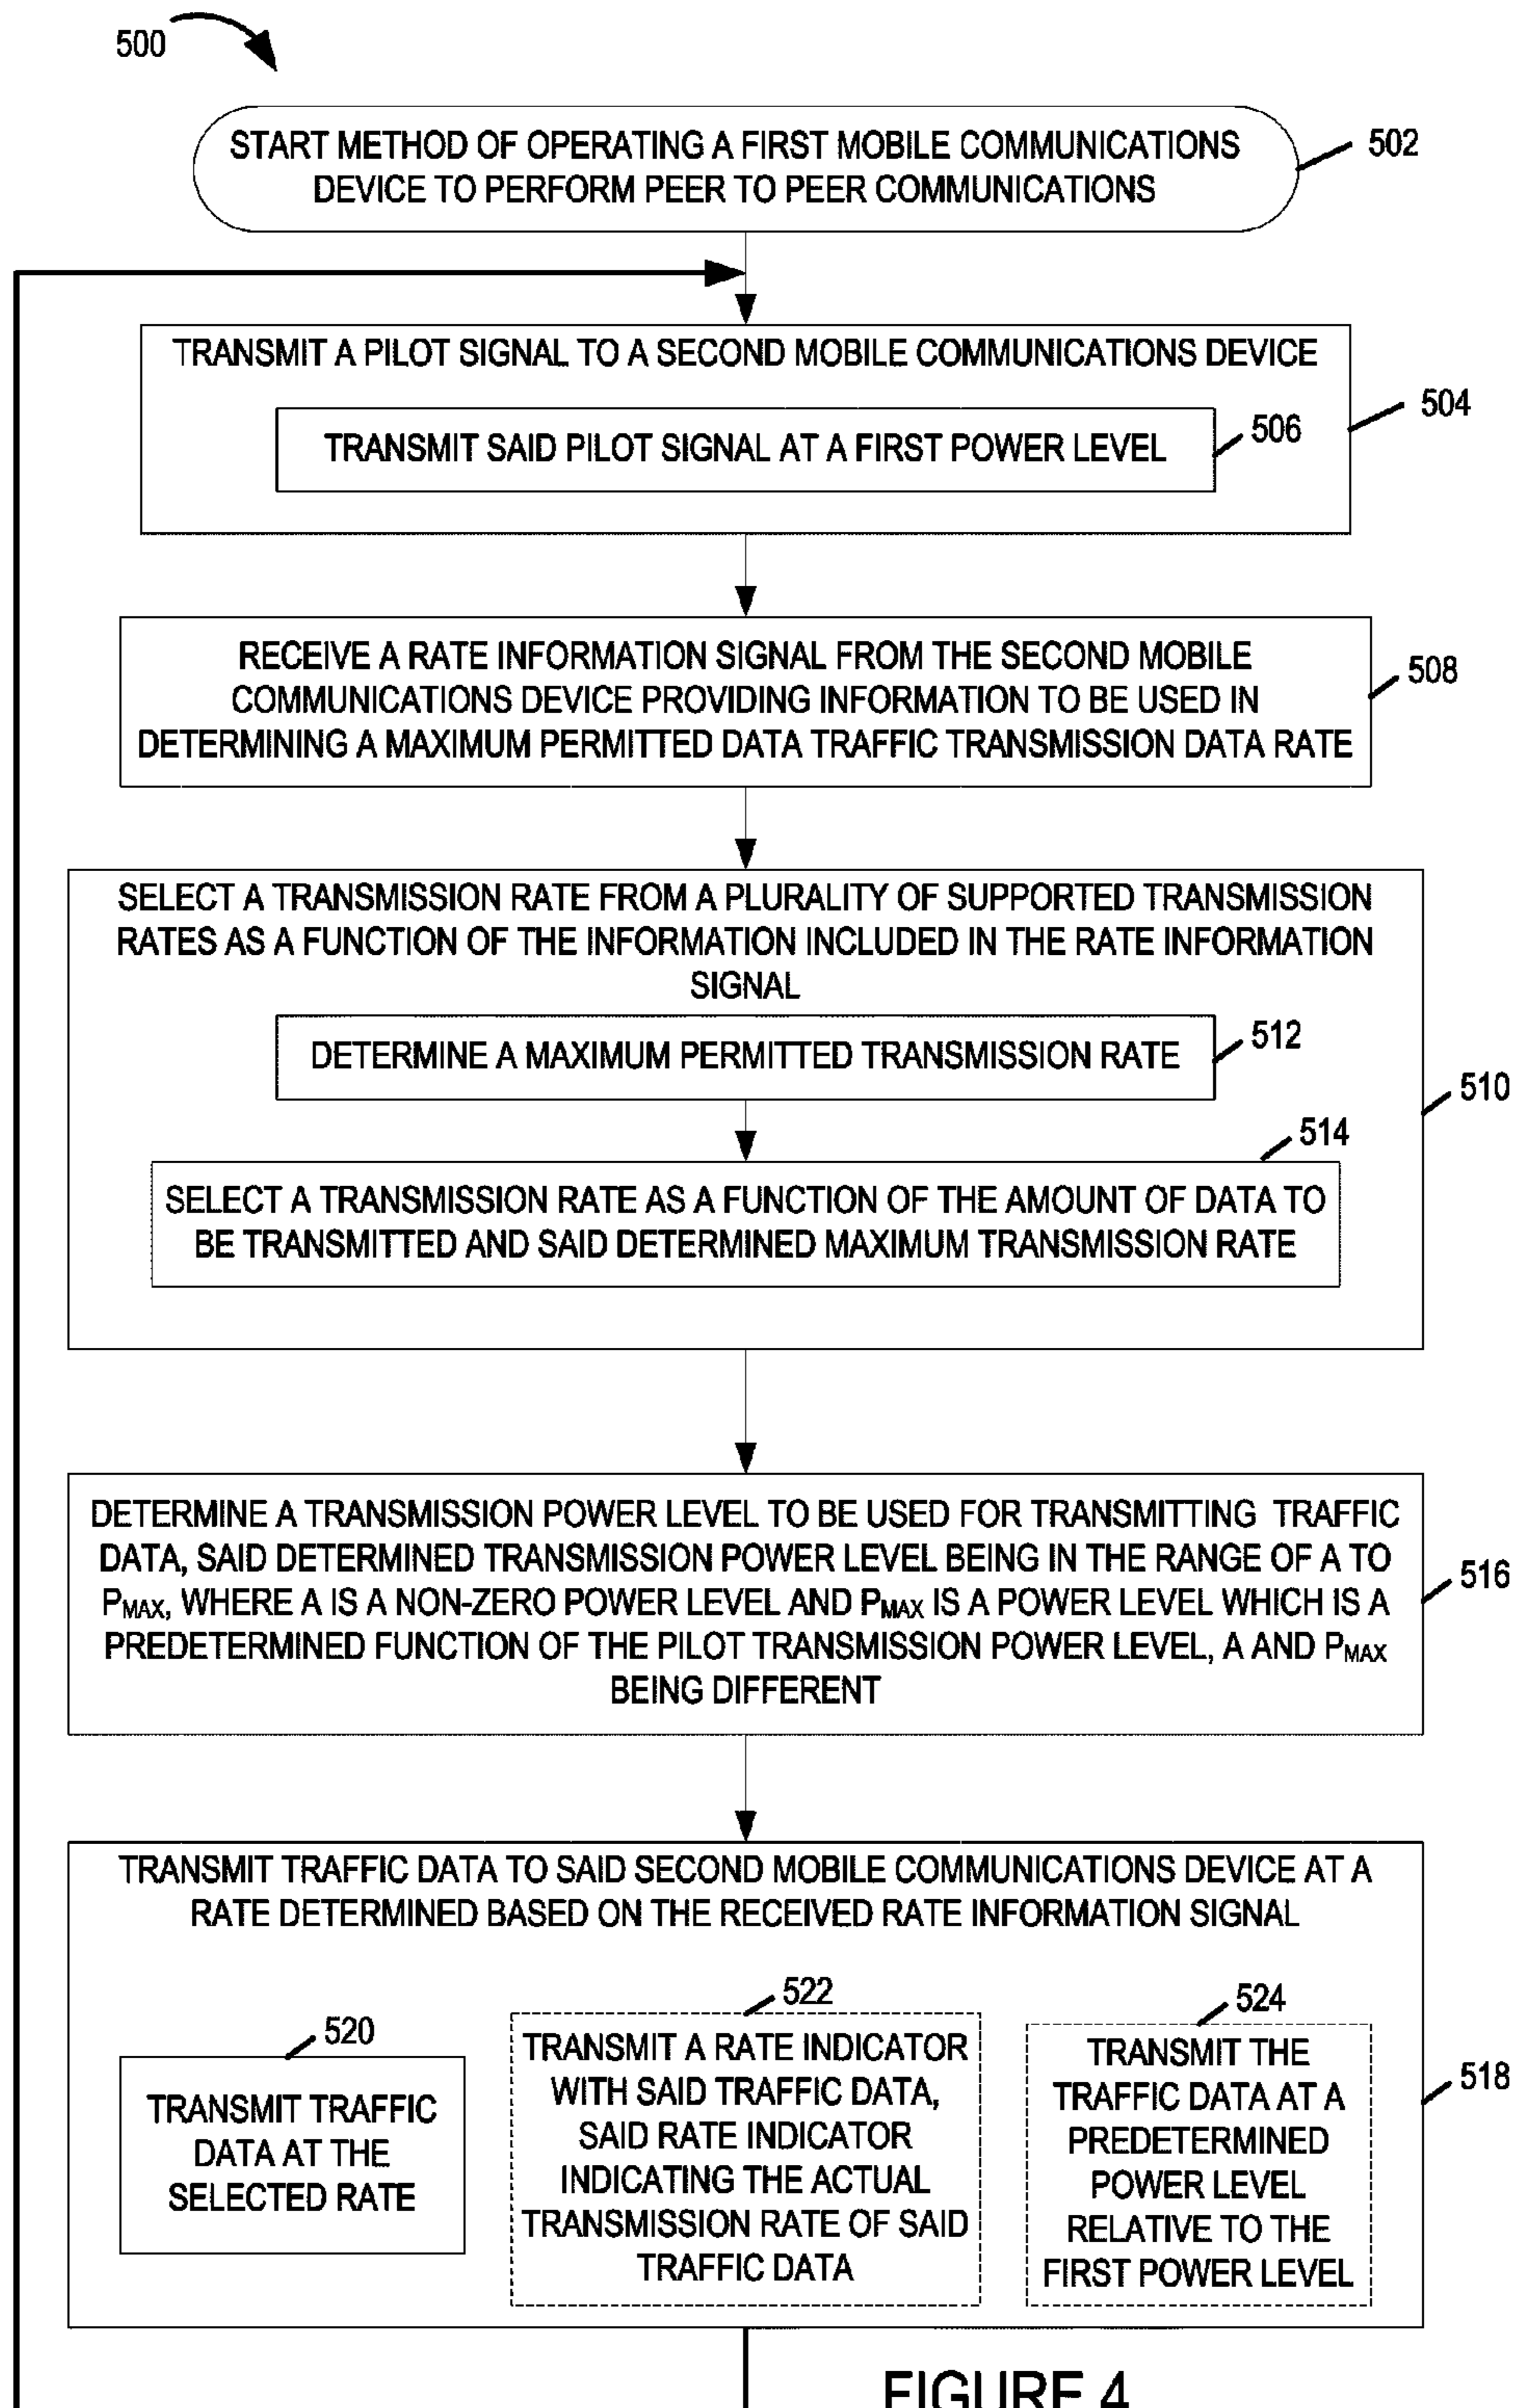 500
START METHOD OF OPERATING A FIRST MOBILE COMMUNICATIONS
DEVICE TO PERFORM PEER TO PEER COMMUNICATIONS
502
TRANSMIT A PILOT SIGNAL TO A SECOND MOBILE COMMUNICATIONS DEVICE
504
TRANSMIT SAID PILOT SIGNAL AT A FIRST POWER LEVEL
506
RECEIVE A RATE INFORMATION SIGNAL FROM THE SECOND MOBILE
COMMUNICATIONS DEVICE PROVIDING INFORMATION TO BE USED IN
DETERMINING A MAXIMUM PERMITTED DATA TRAFFIC TRANSMISSION DATA RATE
508
SELECT A TRANSMISSION RATE FROM A PLURALITY OF SUPPORTED TRANSMISSION
RATES AS A FUNCTION OF THE INFORMATION INCLUDED IN THE RATE INFORMATION
SIGNAL
DETERMINE A MAXIMUM PERMITTED TRANSMISSION RATE
512
510
514
SELECT A TRANSMISSION RATE AS A FUNCTION OF THE AMOUNT OF DATA TO
BE TRANSMITTED AND SAID DETERMINED MAXIMUM TRANSMISSION RATE
DETERMINE A TRANSMISSION POWER LEVEL TO BE USED FOR TRANSMITTING TRAFFIC
DATA, SAID DETERMINED TRANSMISSION POWER LEVEL BEING IN THE RANGE OF A TO
PMAX, WHERE A IS A NON-ZERO POWER LEVEL AND PMAX IS A POWER LEVEL WHICH IS A
PREDETERMINED FUNCTION OF THE PILOT TRANSMISSION POWER LEVEL, A AND PMAX
BEING DIFFERENT
516
TRANSMIT TRAFFIC DATA TO SAID SECOND MOBILE COMMUNICATIONS DEVICE AT A
RATE DETERMINED BASED ON THE RECEIVED RATE INFORMATION SIGNAL
518
520
TRANSMIT TRAFFIC
DATA AT THE
SELECTED RATE
522
TRANSMIT A RATE INDICATOR
WITH SAID TRAFFIC DATA,
SAID RATE INDICATOR
INDICATING THE ACTUAL
TRANSMISSION RATE OF SAID
TRAFFIC DATA
524
TRANSMIT THE
TRAFFIC DATA AT A
PREDETERMINED
POWER LEVEL
RELATIVE TO THE
FIRST POWER LEVEL
FIGURE 4